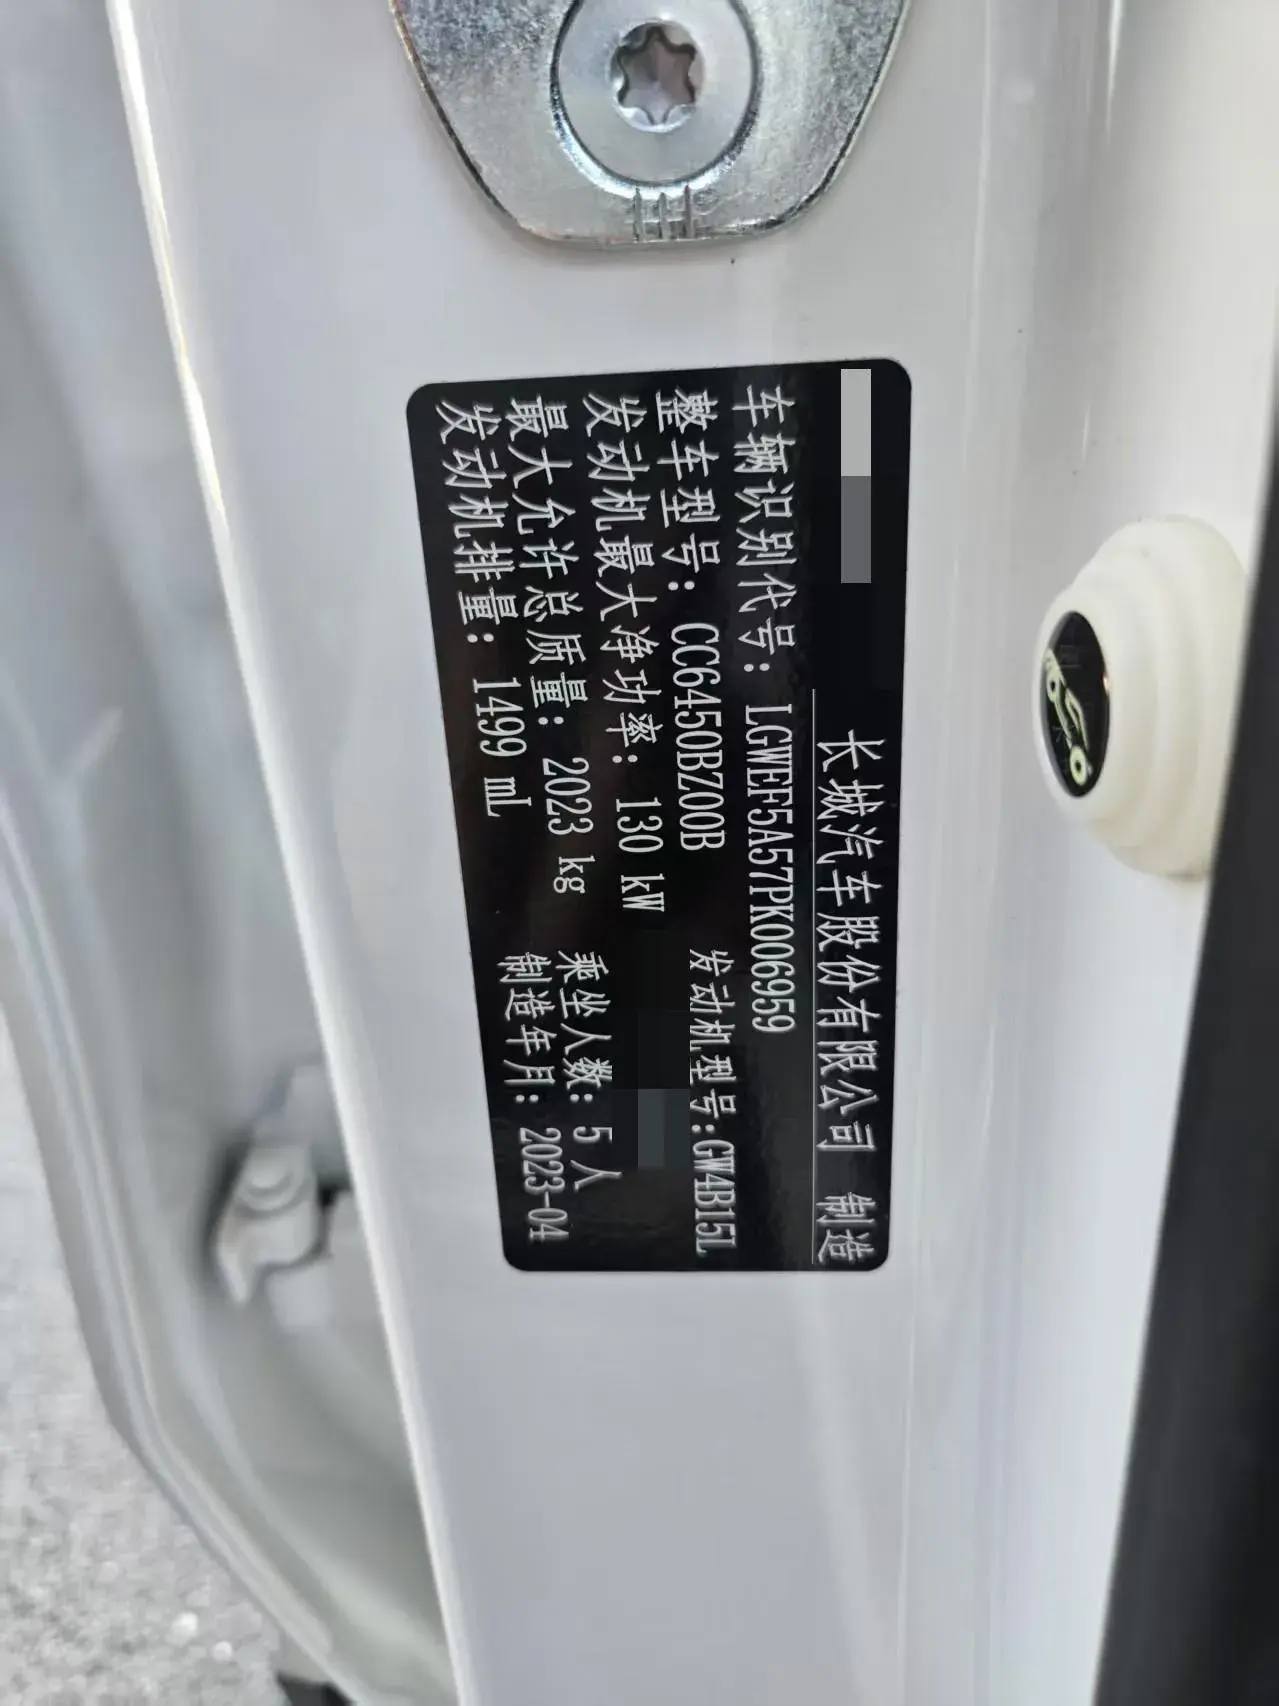 长城汽车股份有限公司 制造
车辆识别代号: LGWEF5A57PK006959
整车型号: CC6450BZ00B 发动机型号:GW4B15L
发动机最大净功率: 130 kW
最大允许总质量: 2023 kg 乘坐人数: 5 人
发动机排量: 1499 mL 制造年月: 2023-04